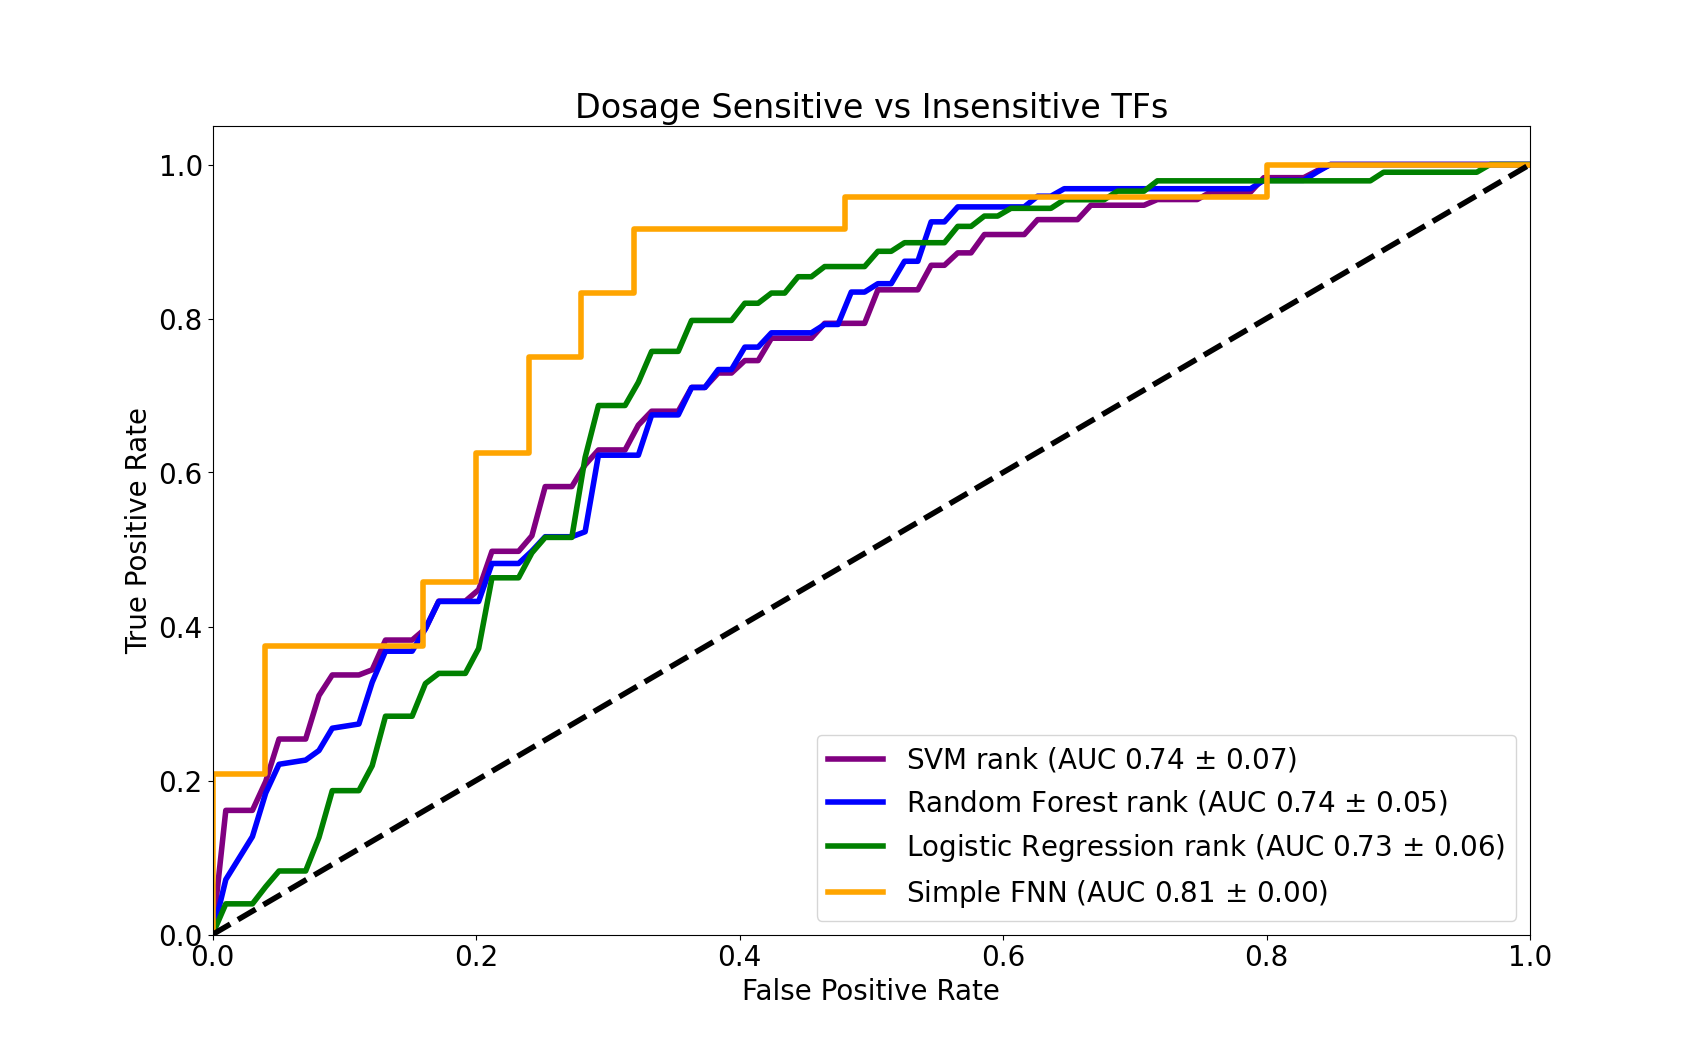 Dosage Sensitive vs Insensitive TFs
True Positive Rate
1.0
0.8
0.6
0.4
0.2
0.0
SVM rank (AUC 0.74 ± 0.07)
Random Forest rank (AUC 0.74 ± 0.05)
Logistic Regression rank (AUC 0.73 ± 0.06)
Simple FNN (AUC 0.81 ± 0.00)
0.0 0.2 0.4 0.6 0.8 1.0
False Positive Rate